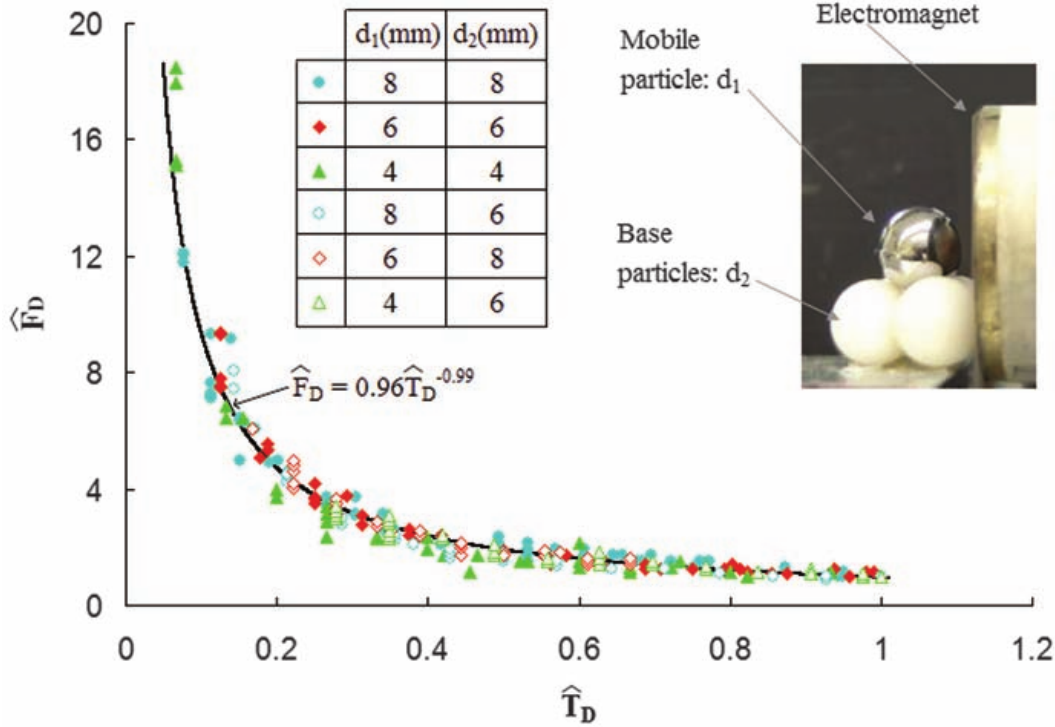 20
16
12
8
4
0
F̂D
0 0.2 0.4 0.6 0.8 1 1.2
T̂D
d₁(mm) d₂(mm)
8 8
6 6
4 4
8 6
6 8
4 6
F̂D = 0.96T̂D⁻⁰·⁹⁹
Electromagnet
Mobile
particle: d₁
Base
particles: d₂